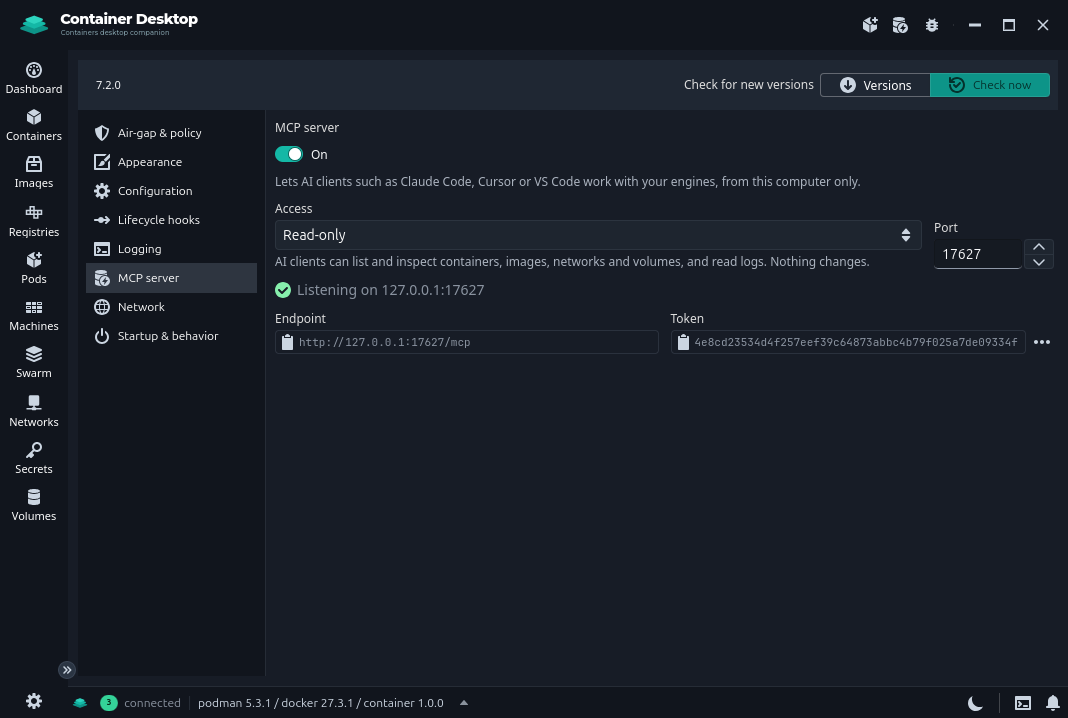 Container Desktop
Containers desktop companion
Dashboard
Containers
Images
Registries
Pods
Machines
Swarm
Networks
Secrets
Volumes
7.2.0
Check for new versions
Versions
Check now
Air-gap & policy
Appearance
Configuration
Lifecycle hooks
Logging
MCP server
Network
Startup & behavior
MCP server
On
Lets AI clients such as Claude Code, Cursor or VS Code work with your engines, from this computer only.
Access
Read-only
Port
17627
AI clients can list and inspect containers, images, networks and volumes, and read logs. Nothing changes.
Listening on 127.0.0.1:17627
Endpoint
http://127.0.0.1:17627/mcp
Token
4e8cd23534d4f257eef39c64873abbc4b79f025a7de09334f
3
connected
podman 5.3.1 / docker 27.3.1 / container 1.0.0